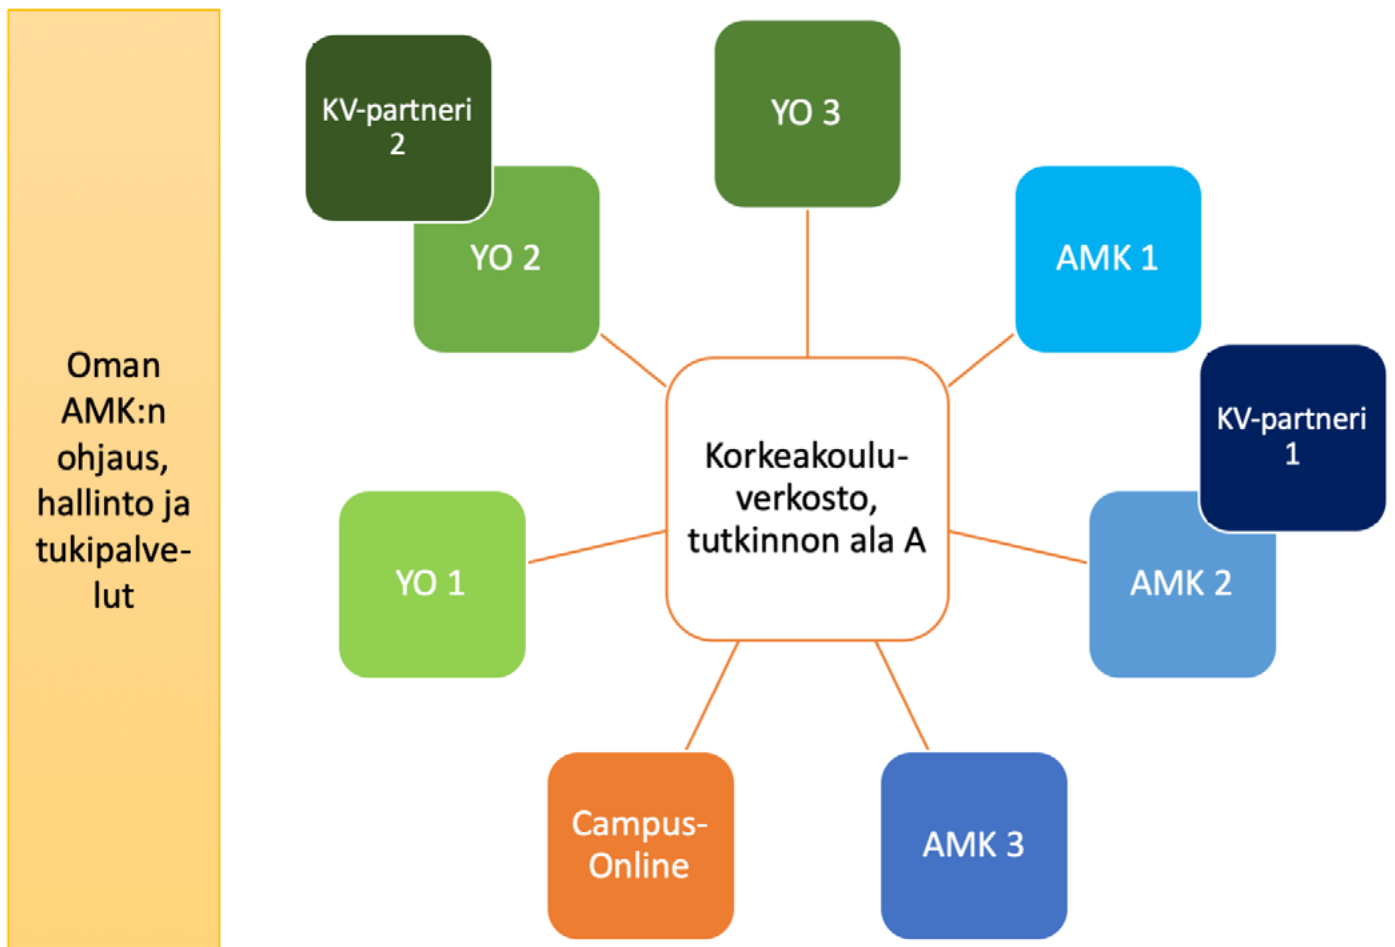 Oman
AMK:n
ohjaus,
hallinto ja
tukipalve-
lut
KV-partneri
2
YO 2
YO 3
AMK 1
KV-partneri
1
AMK 2
Korkeakoulu-
verkosto,
tutkinnon ala A
YO 1
Campus-
Online
AMK 3